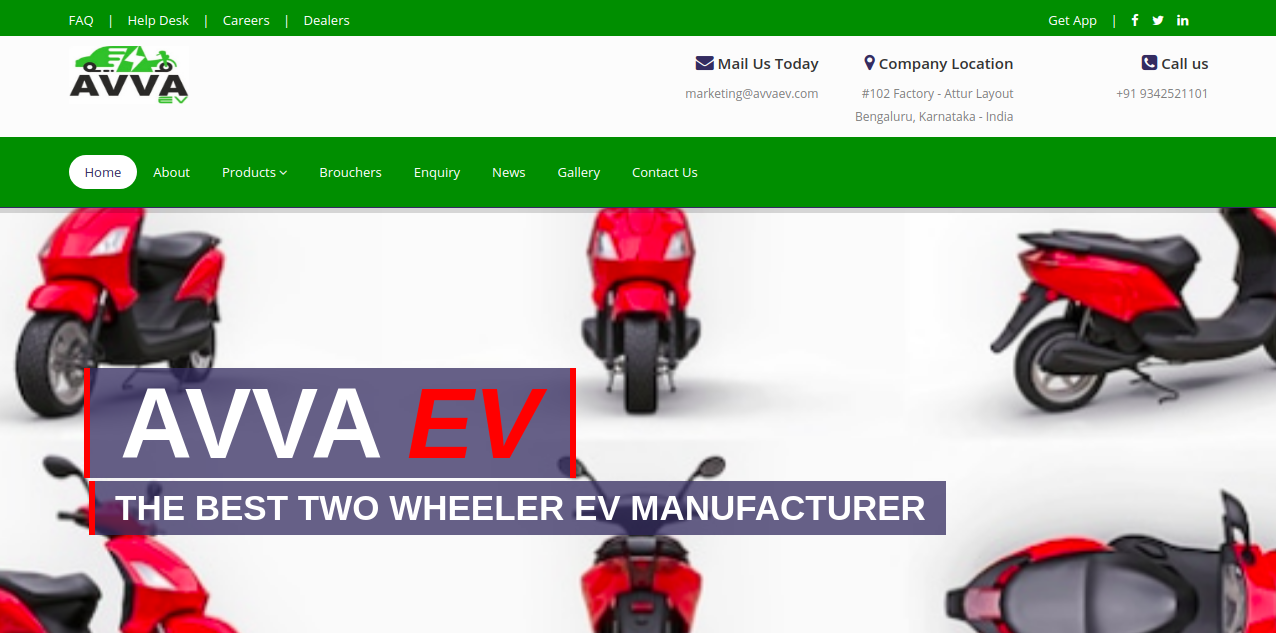 FAQ | Help Desk | Careers | Dealers Get App |
AVVA
EV
Mail Us Today
marketing@avvaev.com
Company Location
#102 Factory - Attur Layout
Bengaluru, Karnataka - India
Call us
+91 9342521101
Home About Products Brouchers Enquiry News Gallery Contact Us
AVVA EV
THE BEST TWO WHEELER EV MANUFACTURER